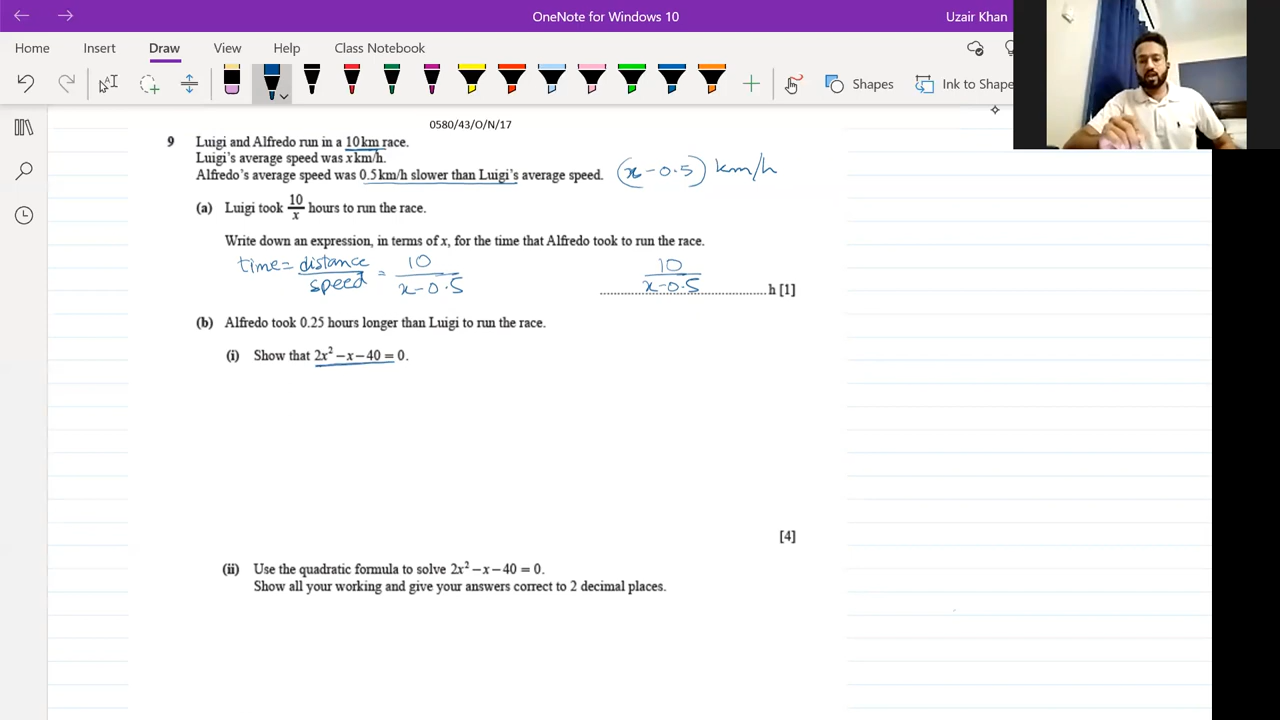 OneNote for Windows 10
Uzair Khan
Home Insert Draw View Help Class Notebook
Shapes Ink to Shape
0580/43/O/N/17
9 Luigi and Alfredo run in a 10 km race.
Luigi's average speed was x km/h.
Alfredo's average speed was 0.5 km/h slower than Luigi's average speed. (x - 0.5) km/h
(a) Luigi took 10/x hours to run the race.
Write down an expression, in terms of x, for the time that Alfredo took to run the race.
time = distance/speed = 10/(x-0.5)
10/(x-0.5) h [1]
(b) Alfredo took 0.25 hours longer than Luigi to run the race.
(i) Show that 2x² – x – 40 = 0.
[4]
(ii) Use the quadratic formula to solve 2x² – x – 40 = 0.
Show all your working and give your answers correct to 2 decimal places.